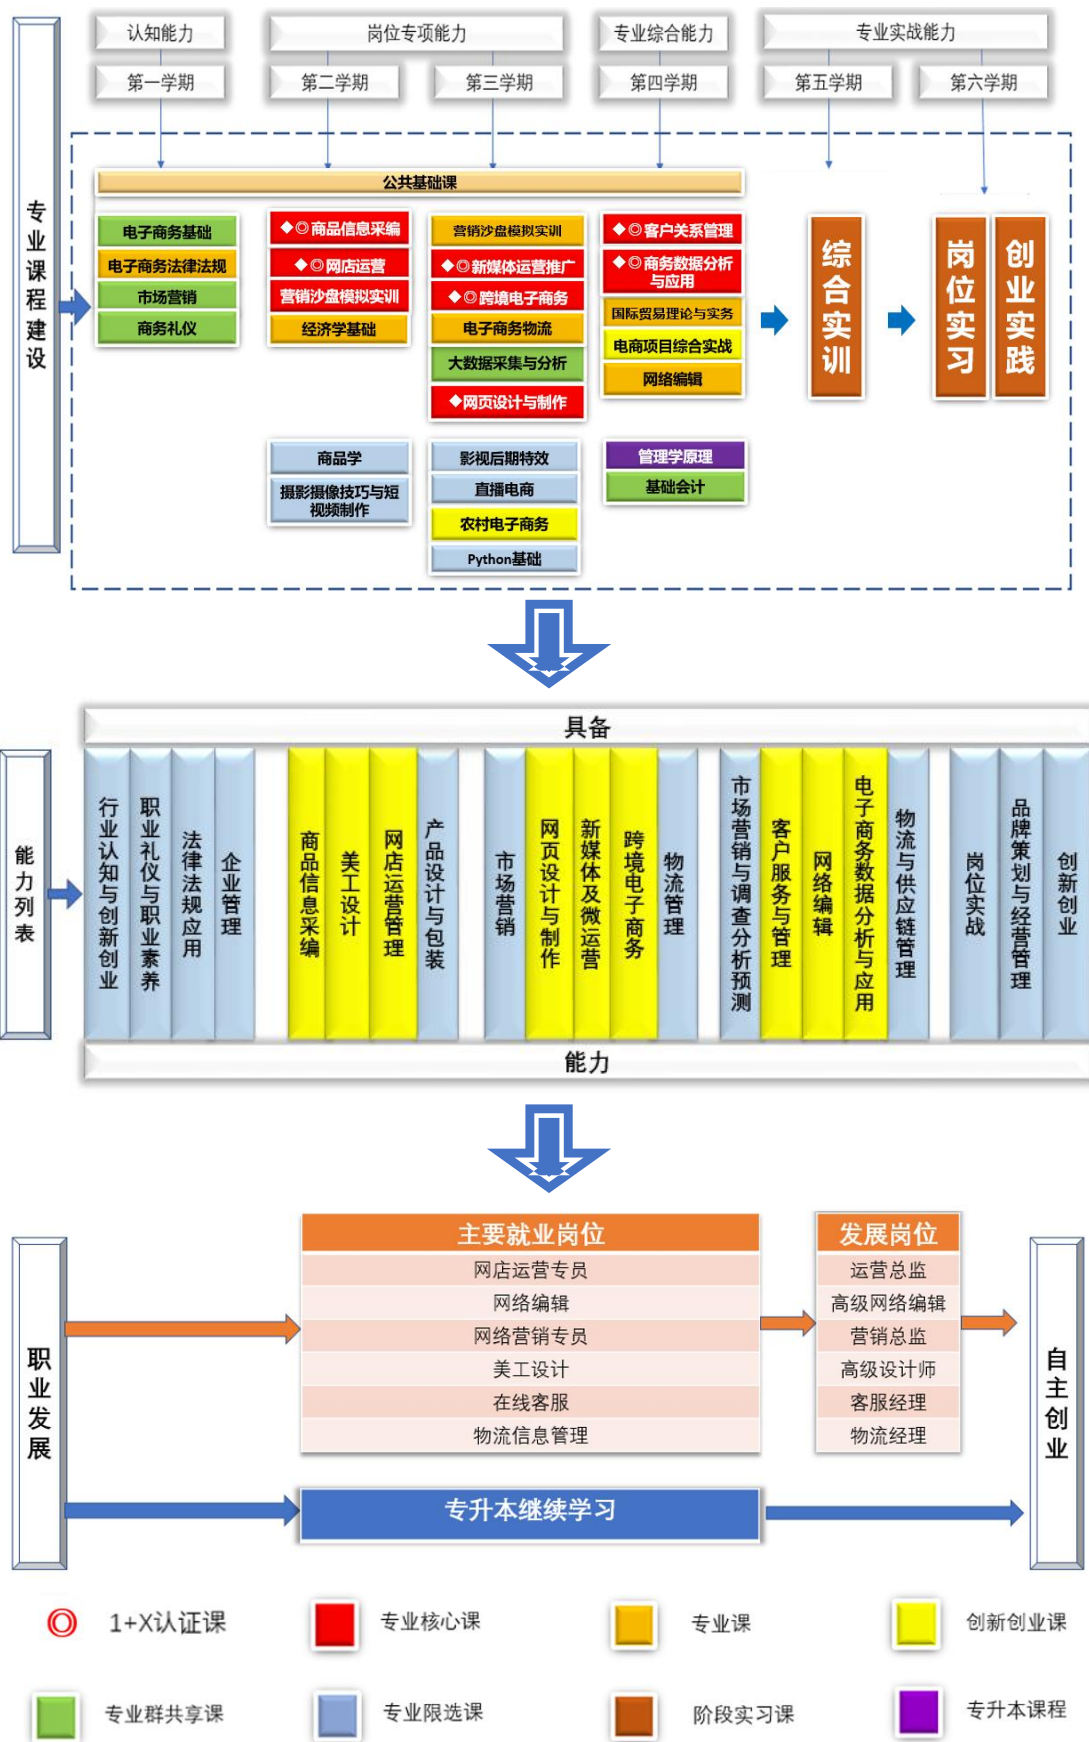 认知能力
岗位专项能力
专业综合能力
专业实战能力
第一学期
第二学期
第三学期
第四学期
第五学期
第六学期
专业课程建设
公共基础课
电子商务基础
电子商务法律法规
市场营销
商务礼仪
◆◎商品信息采编
◆◎网店运营
营销沙盘模拟实训
经济学基础
商品学
摄影摄像技巧与短
视频制作
营销沙盘模拟实训
◆◎新媒体运营推广
◆◎跨境电子商务
电子商务物流
大数据采集与分析
◆网页设计与制作
影视后期特效
直播电商
农村电子商务
Python基础
◆◎客户关系管理
◆◎商务数据分析
与应用
国际贸易理论与实务
电商项目综合实战
网络编辑
管理学原理
基础会计
综合实训
岗位实习
创业实践
具备
能力列表
行业认知与创新创业
职业礼仪与职业素养
法律法规应用
企业管理
商品信息采编
美工设计
网店运营管理
产品设计与包装
市场营销
网页设计与制作
新媒体及微运营
跨境电子商务
物流管理
市场营销与调查分析预测
客户服务与管理
网络编辑
电子商务数据分析与应用
物流与供应链管理
岗位实战
品牌策划与经营管理
创新创业
能力
职业发展
主要就业岗位
网店运营专员
网络编辑
网络营销专员
美工设计
在线客服
物流信息管理
发展岗位
运营总监
高级网络编辑
营销总监
高级设计师
客服经理
物流经理
自主创业
专升本继续学习
◎ 1+X认证课
专业核心课
专业课
创新创业课
专业群共享课
专业限选课
阶段实习课
专升本课程